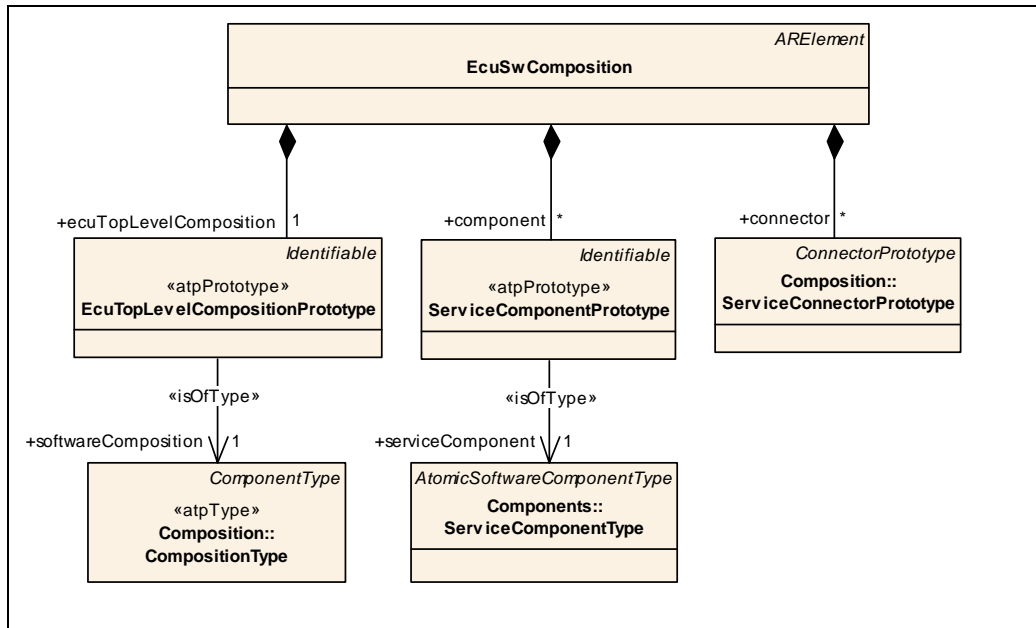 ARElement
EcuSwComposition
+ecuTopLevelComposition 1
+component *
+connector *
Identifiable
«atpPrototype»
EcuTopLevelCompositionPrototype
Identifiable
«atpPrototype»
ServiceComponentPrototype
ConnectorPrototype
Composition::
ServiceConnectorPrototype
«isOfType»
«isOfType»
+softwareComposition 1
+serviceComponent 1
ComponentType
«atpType»
Composition::
CompositionType
AtomicSoftwareComponentType
Components::
ServiceComponentType